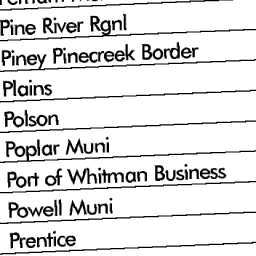 Pine River Rgnl
Piney Pinecreek Border
Plains
Polson
Poplar Muni
Port of Whitman Business
Powell Muni
Prentice